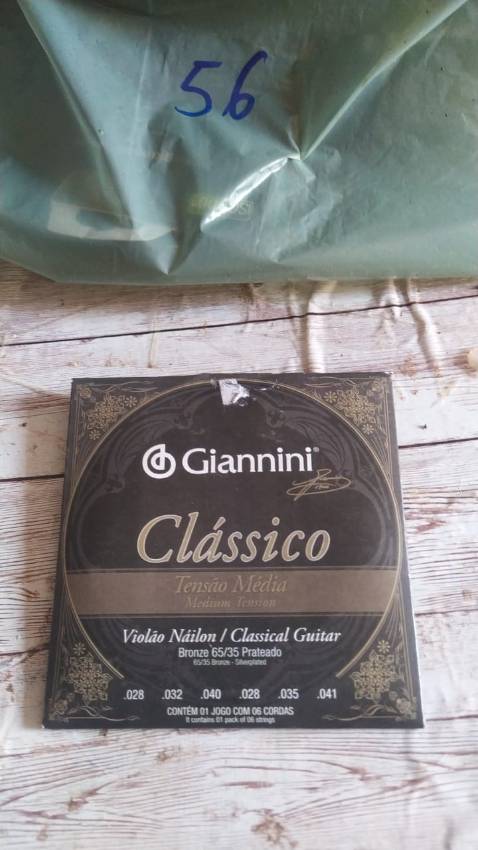 56
Giannini®
Clássico
Tensão Média
Medium Tension
Violão Náilon / Classical Guitar
Bronze 65/35 Prateado
65/35 Bronze - Silverplated
.028 .032 .040 .028 .035 .041
CONTÉM 01 JOGO COM 06 CORDAS
It contains 01 pack of 06 strings